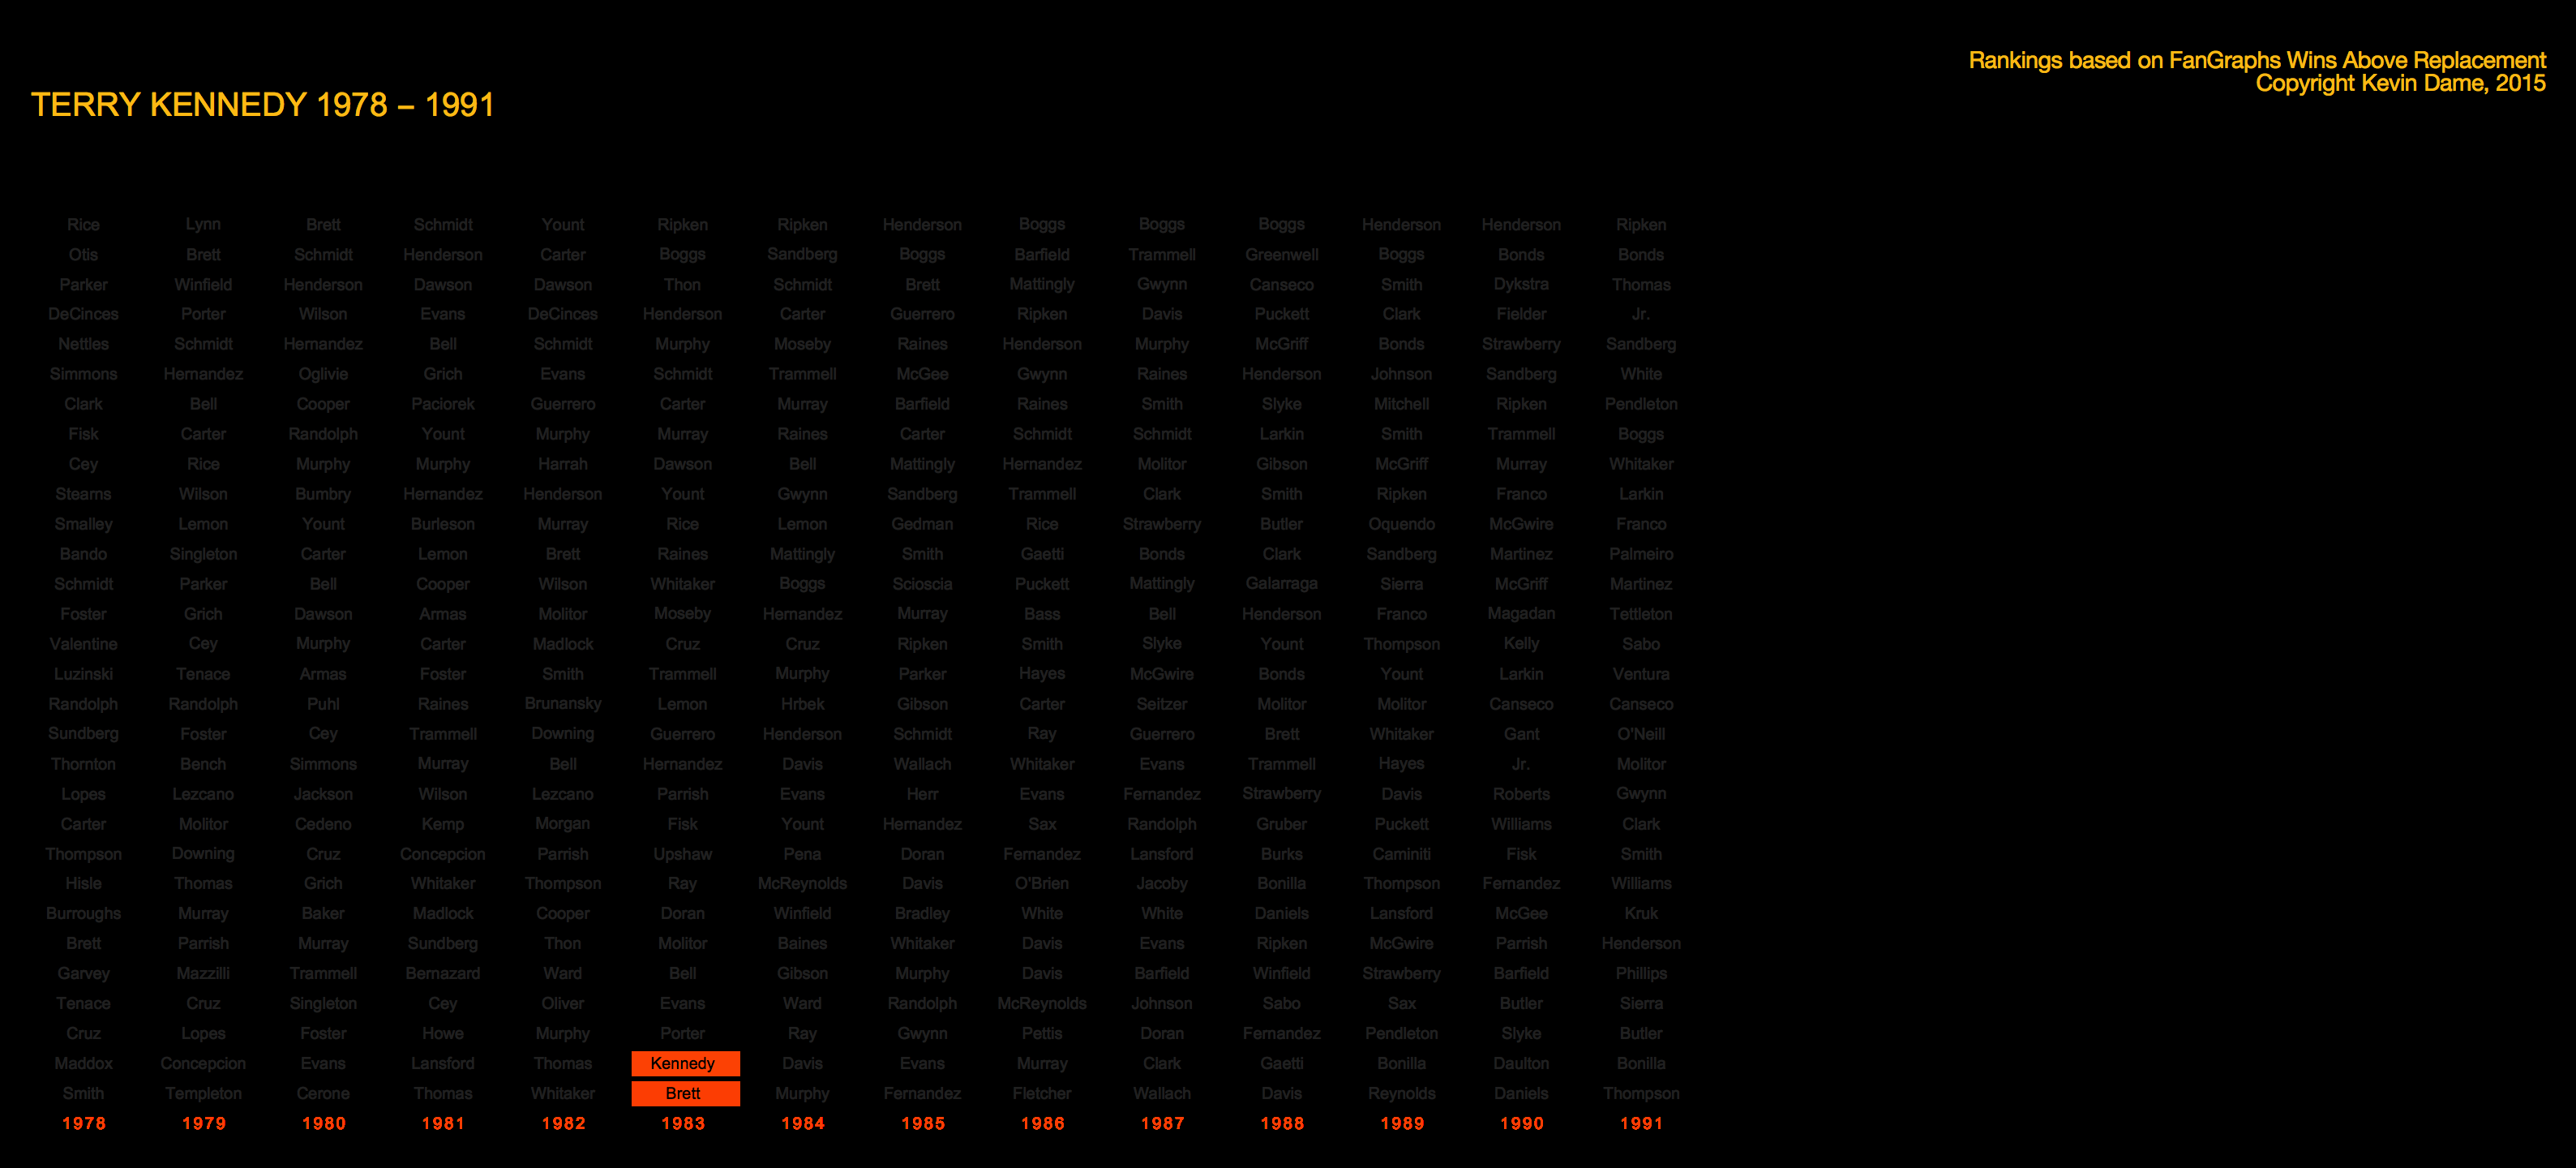 Rankings based on FanGraphs Wins Above Replacement
Copyright Kevin Dame, 2015
TERRY KENNEDY 1978 – 1991
Rice Lynn Brett Schmidt Yount Ripken Ripken Henderson Boggs Boggs Boggs Henderson Henderson Ripken
Otis Brett Schmidt Henderson Carter Boggs Sandberg Boggs Barfield Trammell Greenwell Boggs Bonds Bonds
Parker Winfield Henderson Dawson Dawson Thon Schmidt Brett Mattingly Gwynn Canseco Smith Dykstra Thomas
DeCinces Porter Wilson Evans DeCinces Henderson Carter Guerrero Ripken Davis Puckett Clark Fielder Jr.
Nettles Schmidt Hernandez Bell Schmidt Murphy Moseby Raines Henderson Murphy McGriff Bonds Strawberry Sandberg
Simmons Hernandez Oglivie Grich Evans Schmidt Trammell McGee Gwynn Raines Henderson Johnson Sandberg White
Clark Bell Cooper Paciorek Guerrero Carter Murray Barfield Raines Smith Slyke Mitchell Ripken Pendleton
Fisk Carter Randolph Yount Murphy Murray Raines Carter Schmidt Schmidt Larkin Smith Trammell Boggs
Cey Rice Murphy Murphy Harrah Dawson Bell Mattingly Hernandez Molitor Gibson McGriff Murray Whitaker
Stearns Wilson Bumbry Hernandez Henderson Yount Gwynn Sandberg Trammell Clark Smith Ripken Franco Larkin
Smalley Lemon Yount Burleson Murray Rice Lemon Gedman Rice Strawberry Butler Oquendo McGwire Franco
Bando Singleton Carter Lemon Brett Raines Mattingly Smith Gaetti Bonds Clark Sandberg Martinez Palmeiro
Schmidt Parker Bell Cooper Wilson Whitaker Boggs Scioscia Puckett Mattingly Galarraga Sierra McGriff Martinez
Foster Grich Dawson Armas Molitor Moseby Hernandez Murray Bass Bell Henderson Franco Magadan Tettleton
Valentine Cey Murphy Carter Madlock Cruz Cruz Ripken Smith Slyke Yount Thompson Kelly Sabo
Luzinski Tenace Armas Foster Smith Trammell Murphy Parker Hayes McGwire Bonds Yount Larkin Ventura
Randolph Randolph Puhl Raines Brunansky Lemon Hrbek Gibson Carter Seitzer Molitor Molitor Canseco Canseco
Sundberg Foster Cey Trammell Downing Guerrero Henderson Schmidt Ray Guerrero Brett Whitaker Gant O'Neill
Thornton Bench Simmons Murray Bell Hernandez Davis Wallach Whitaker Evans Trammell Hayes Jr. Molitor
Lopes Lezcano Jackson Wilson Lezcano Parrish Evans Herr Evans Fernandez Strawberry Davis Roberts Gwynn
Carter Molitor Cedeno Kemp Morgan Fisk Yount Hernandez Sax Randolph Gruber Puckett Williams Clark
Thompson Downing Cruz Concepcion Parrish Upshaw Pena Doran Fernandez Lansford Burks Caminiti Fisk Smith
Hisle Thomas Grich Whitaker Thompson Ray McReynolds Davis O'Brien Jacoby Bonilla Thompson Fernandez Williams
Burroughs Murray Baker Madlock Cooper Doran Winfield Bradley White White Daniels Lansford McGee Kruk
Brett Parrish Murray Sundberg Thon Molitor Baines Whitaker Davis Evans Ripken McGwire Parrish Henderson
Garvey Mazzilli Trammell Bernazard Ward Bell Gibson Murphy Davis Barfield Winfield Strawberry Barfield Phillips
Tenace Cruz Singleton Cey Oliver Evans Ward Randolph McReynolds Johnson Sabo Sax Butler Sierra
Cruz Lopes Foster Howe Murphy Porter Ray Gwynn Pettis Doran Fernandez Pendleton Slyke Butler
Maddox Concepcion Evans Lansford Thomas Kennedy Davis Evans Murray Clark Gaetti Bonilla Daulton Bonilla
Smith Templeton Cerone Thomas Whitaker Brett Murphy Fernandez Fletcher Wallach Davis Reynolds Daniels Thompson
1978 1979 1980 1981 1982 1983 1984 1985 1986 1987 1988 1989 1990 1991